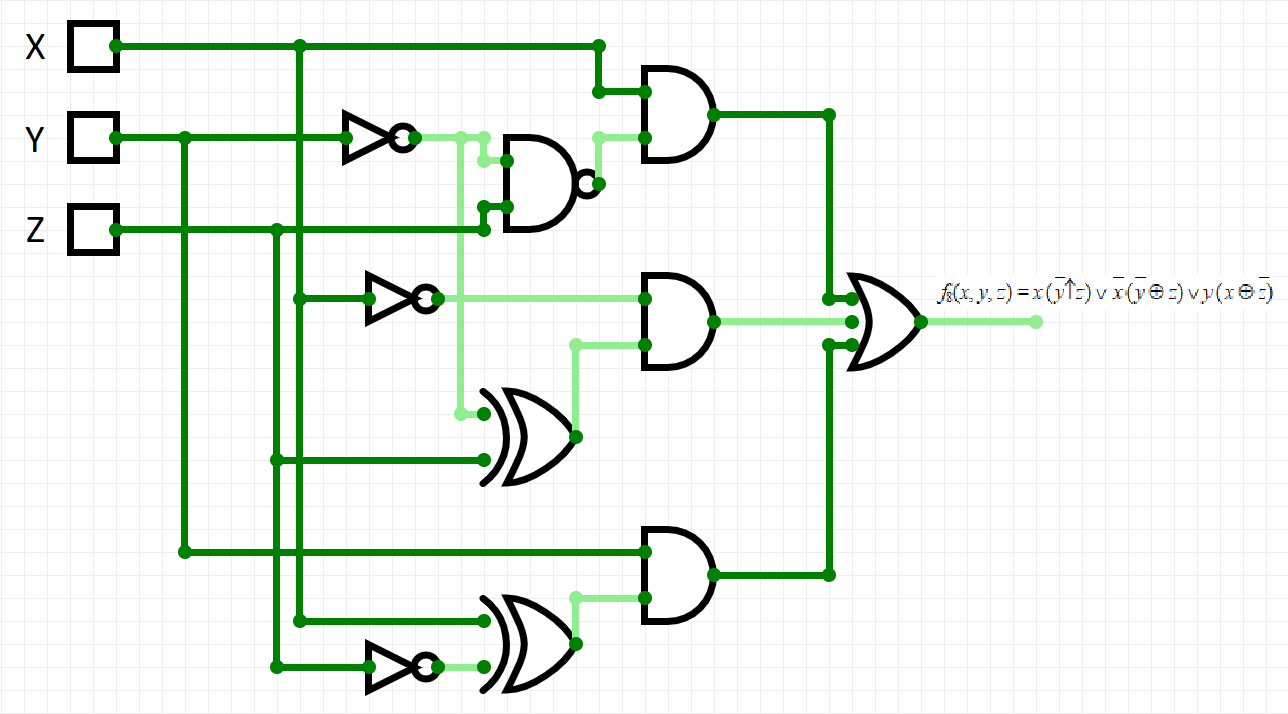 X
Y
Z
f₈(x, y, z) = x(y̅↑z) ∨ x̅(y̅⊕z) ∨ y(x⊕z̅)